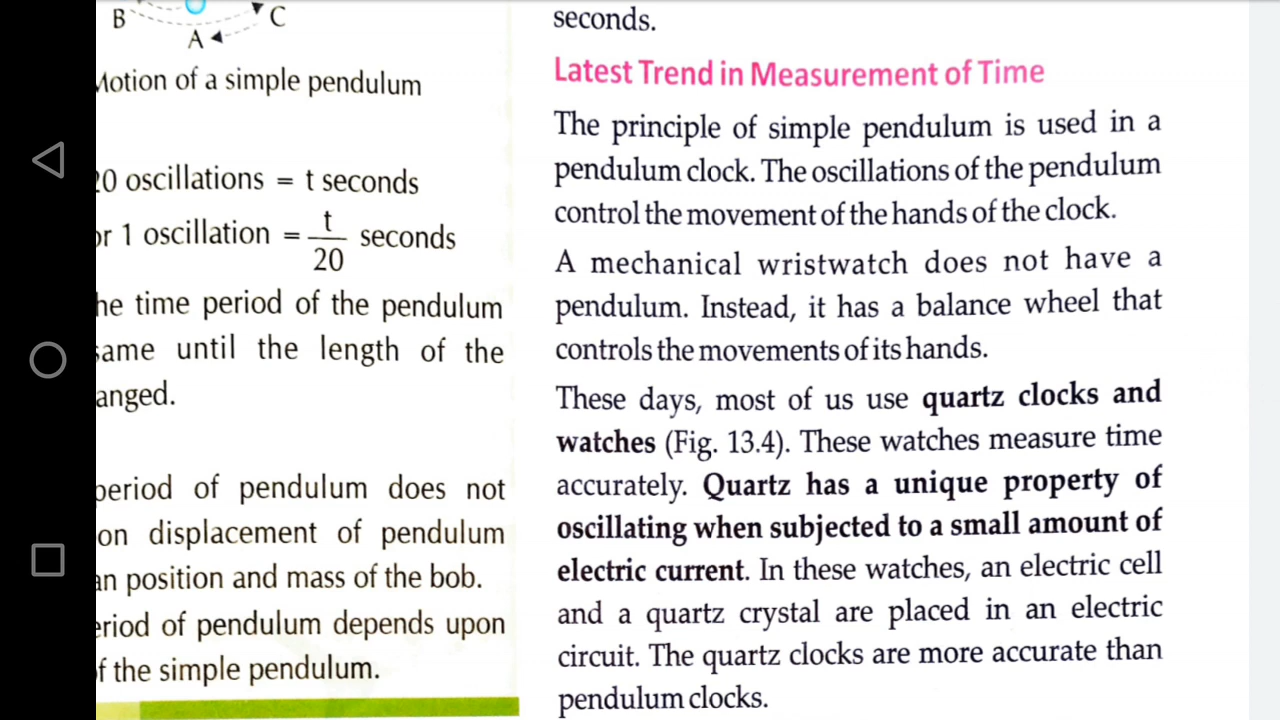 B
C
A
Motion of a simple pendulum
20 oscillations = t seconds
or 1 oscillation = t/20 seconds
he time period of the pendulum
same until the length of the
anged.
period of pendulum does not
on displacement of pendulum
an position and mass of the bob.
eriod of pendulum depends upon
f the simple pendulum.
seconds.
Latest Trend in Measurement of Time
The principle of simple pendulum is used in a
pendulum clock. The oscillations of the pendulum
control the movement of the hands of the clock.
A mechanical wristwatch does not have a
pendulum. Instead, it has a balance wheel that
controls the movements of its hands.
These days, most of us use quartz clocks and
watches (Fig. 13.4). These watches measure time
accurately. Quartz has a unique property of
oscillating when subjected to a small amount of
electric current. In these watches, an electric cell
and a quartz crystal are placed in an electric
circuit. The quartz clocks are more accurate than
pendulum clocks.